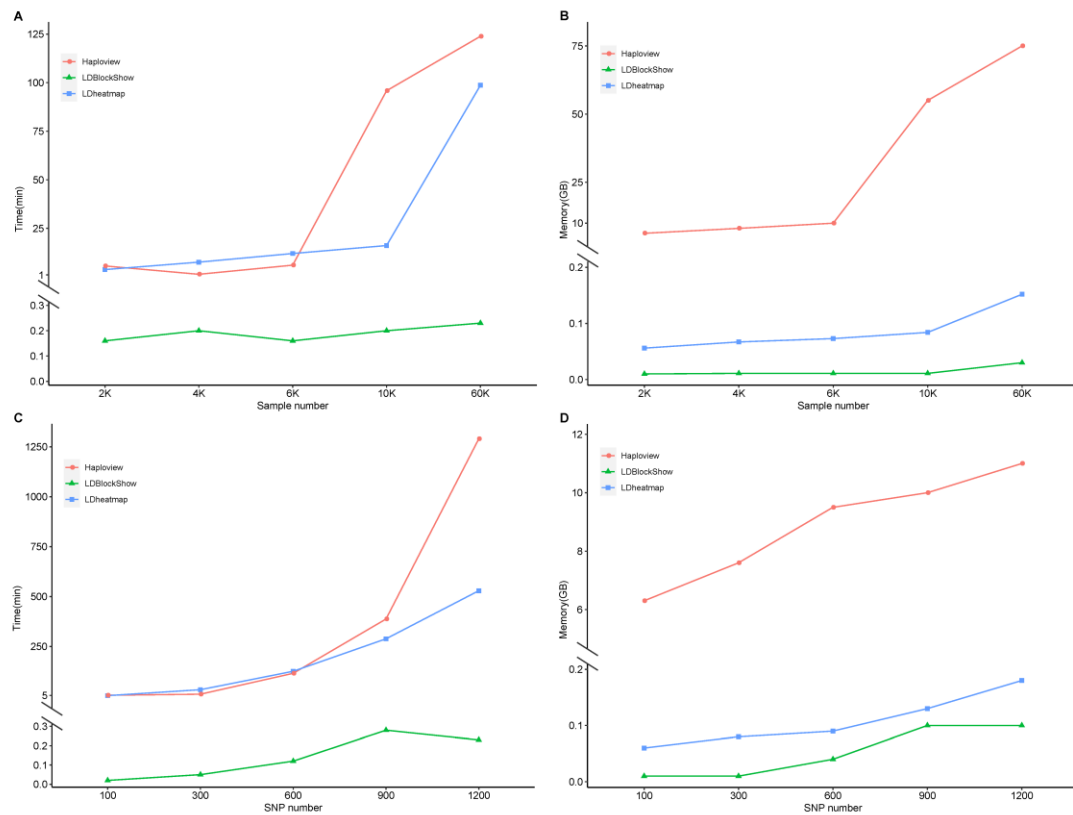 A
Time(min)
125
100
75
50
25
1
0.3
0.2
0.1
0.0
Haploview
LDBlockShow
LDheatmap
2K 4K 6K 10K 60K
Sample number
B
Memory(GB)
75
50
25
10
0.2
0.1
0.0
Haploview
LDBlockShow
LDheatmap
2K 4K 6K 10K 60K
Sample number
C
Time(min)
1250
1000
750
500
250
5
0.3
0.2
0.1
0.0
Haploview
LDBlockShow
LDheatmap
100 300 600 900 1200
SNP number
D
Memory(GB)
12
10
8
6
0.2
0.1
0.0
Haploview
LDBlockShow
LDheatmap
100 300 600 900 1200
SNP number